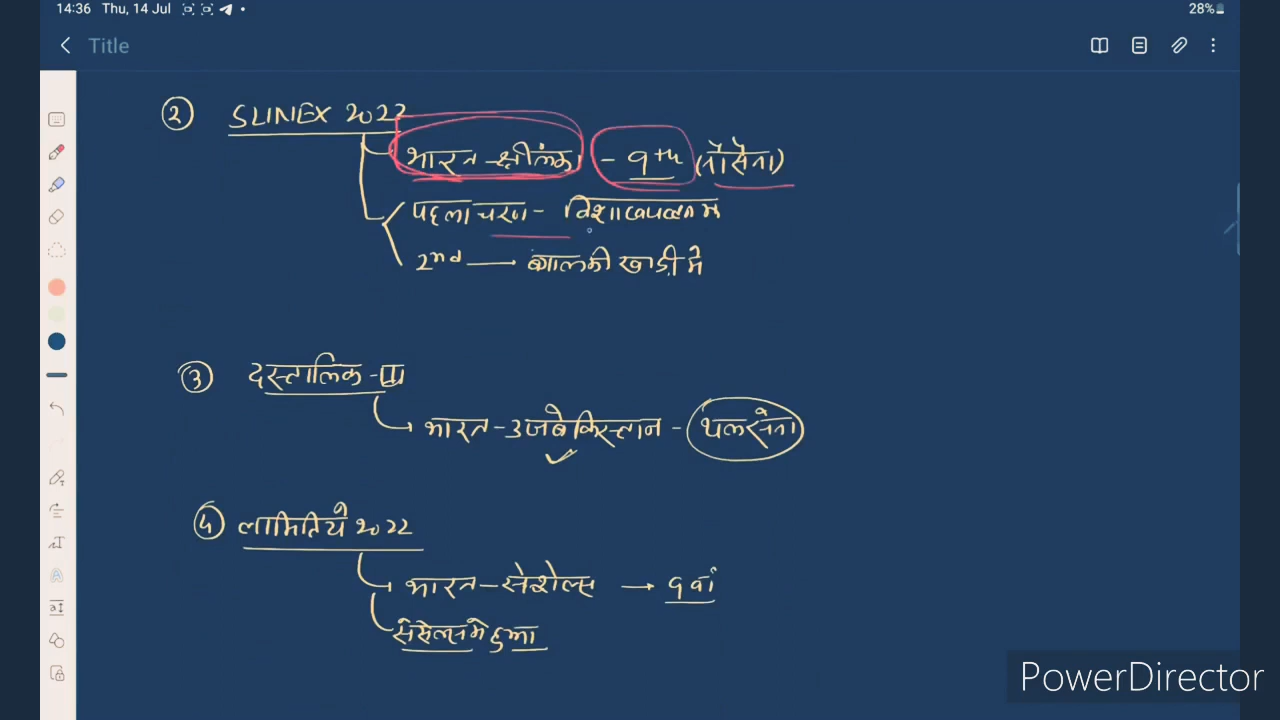 14:36 Thu, 14 Jul 28%
Title
② SLINEX 2022
भारत-श्रीलंका - 9th (नौसेना)
पहला चरण - विशाखापत्तनम
2nd → बंगाल की खाड़ी में
③ दस्तालिक - III
भारत - उजबेकिस्तान - थलसेना
④ लामितिये 2022
भारत - सेशेल्स → 9वां
सेसेल्स मे हुआ
PowerDirector